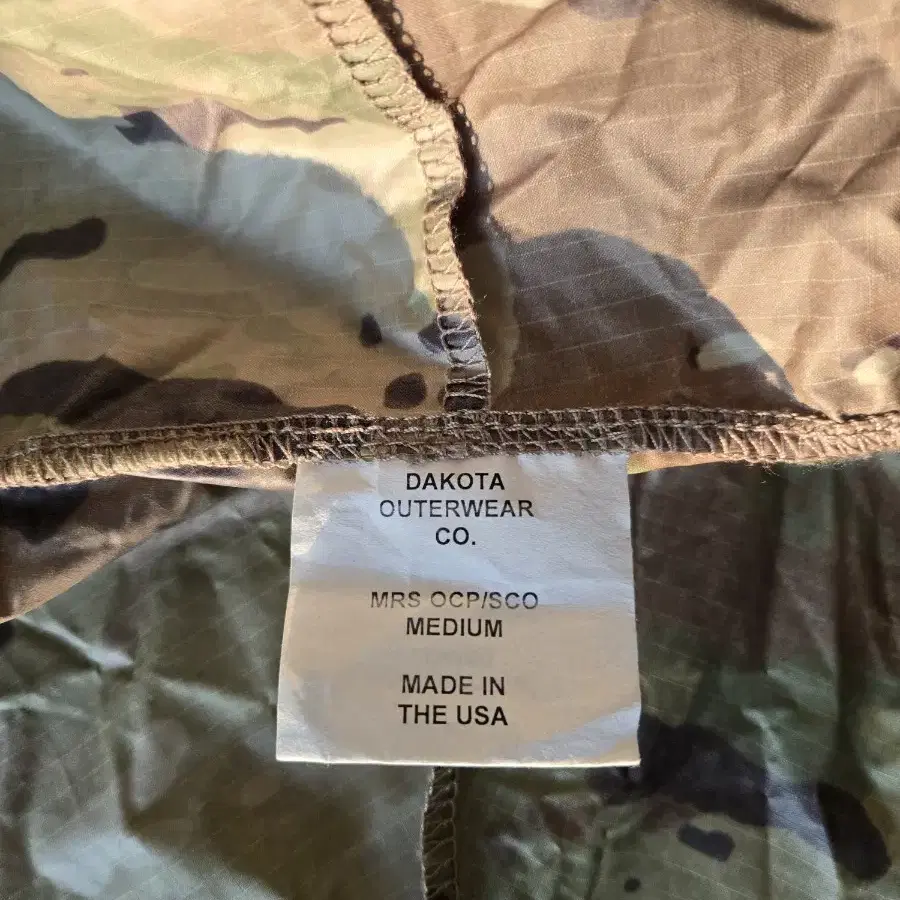 DAKOTA
OUTERWEAR
CO.
MRS OCP/SCO
MEDIUM
MADE IN
THE USA